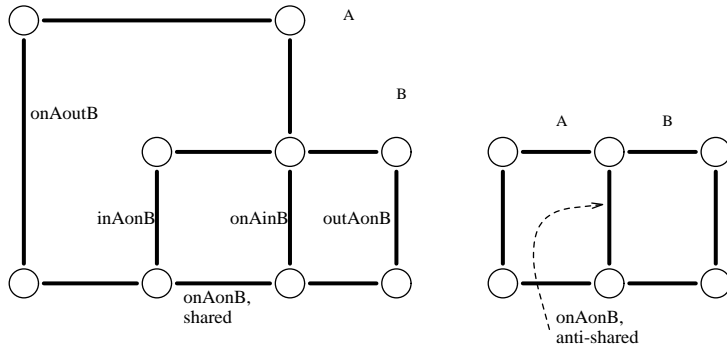 A
B
onAoutB
inAonB
onAinB
outAonB
onAonB,
shared
A
B
onAonB,
anti-shared